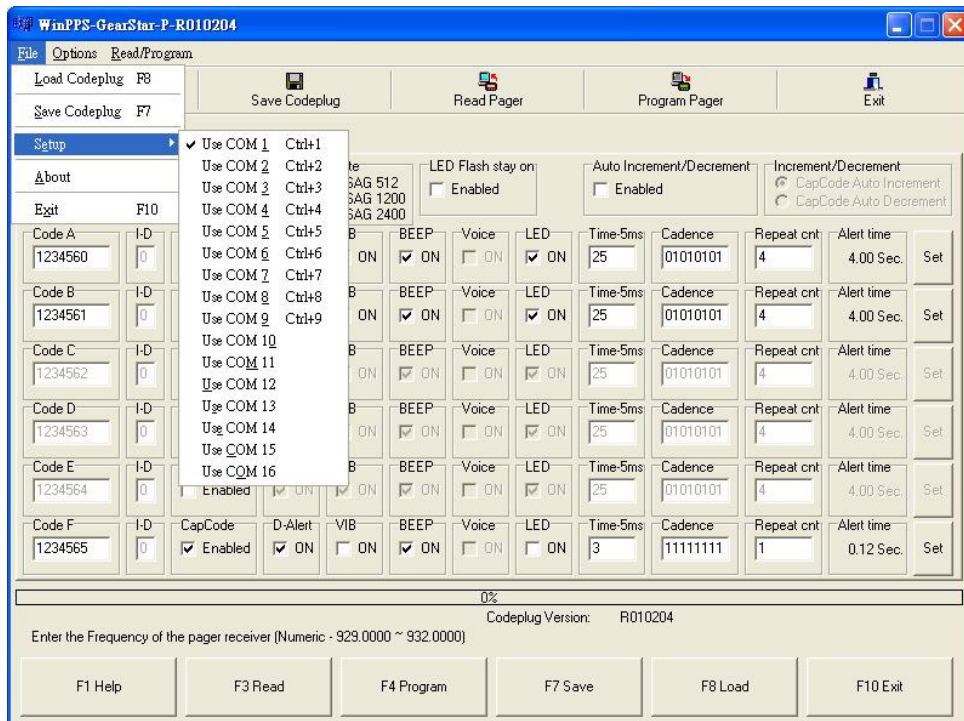 WinPPS-GearStar-P-R010204
File Options Read/Program
Load Codeplug F8
Save Codeplug F7
Setup
About
Exit F10
Save Codeplug Read Pager Program Pager Exit
Use COM 1 Ctrl+1
Use COM 2 Ctrl+2
Use COM 3 Ctrl+3
Use COM 4 Ctrl+4
Use COM 5 Ctrl+5
Use COM 6 Ctrl+6
Use COM 7 Ctrl+7
Use COM 8 Ctrl+8
Use COM 9 Ctrl+9
Use COM 10
Use COM 11
Use COM 12
Use COM 13
Use COM 14
Use COM 15
Use COM 16
SAG 512
SAG 1200
SAG 2400
LED Flash stay on
Enabled
Auto Increment/Decrement
Enabled
Increment/Decrement
CapCode Auto Increment
CapCode Auto Decrement
Code A I-D B BEEP Voice LED Time-5ms Cadence Repeat cnt Alert time
1234560 0 ON ON ON ON 25 01010101 4 4.00 Sec. Set
Code B I-D B BEEP Voice LED Time-5ms Cadence Repeat cnt Alert time
1234561 0 ON ON ON ON 25 01010101 4 4.00 Sec. Set
Code C I-D B BEEP Voice LED Time-5ms Cadence Repeat cnt Alert time
1234562 0 ON ON ON ON 25 01010101 4 4.00 Sec. Set
Code D I-D B BEEP Voice LED Time-5ms Cadence Repeat cnt Alert time
1234563 0 ON ON ON ON 25 01010101 4 4.00 Sec. Set
Code E I-D B BEEP Voice LED Time-5ms Cadence Repeat cnt Alert time
1234564 0 Enabled ON ON ON ON ON 25 01010101 4 4.00 Sec. Set
Code F I-D CapCode D-Alert VIB BEEP Voice LED Time-5ms Cadence Repeat cnt Alert time
1234565 0 Enabled ON ON ON ON ON 3 11111111 1 0.12 Sec. Set
0%
Codeplug Version: R010204
Enter the Frequency of the pager receiver (Numeric - 929.0000 ~ 932.0000)
F1 Help F3 Read F4 Program F7 Save F8 Load F10 Exit